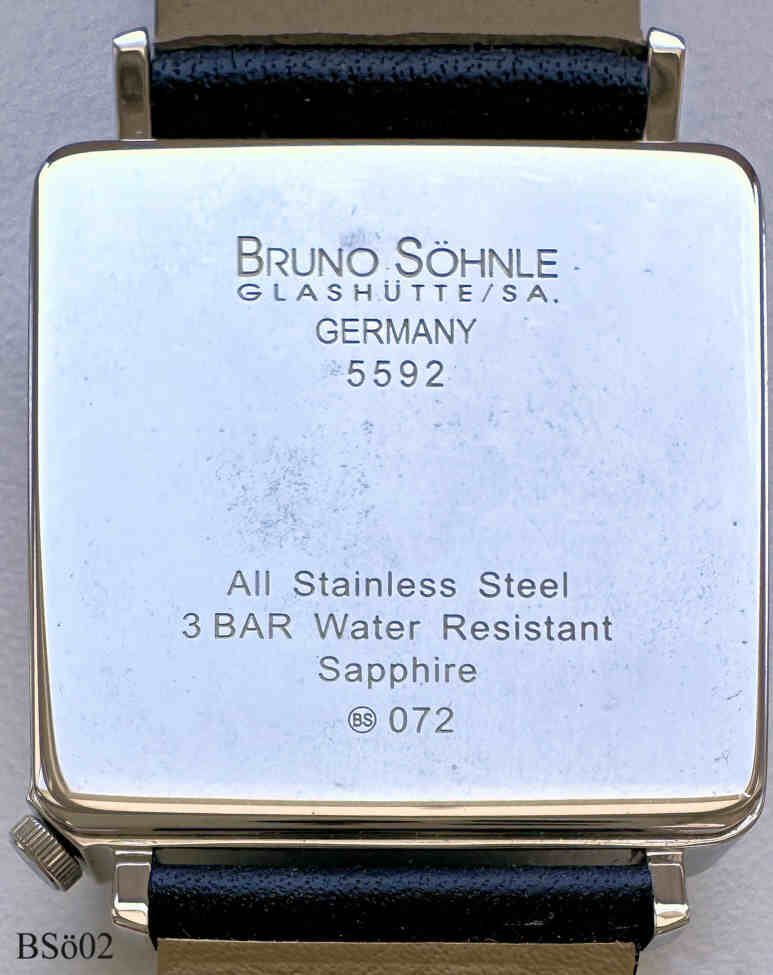 BRUNO SÖHNLE
GLASHÜTTE/SA.
GERMANY
5592
All Stainless Steel
3 BAR Water Resistant
Sapphire
BS 072
BSö02